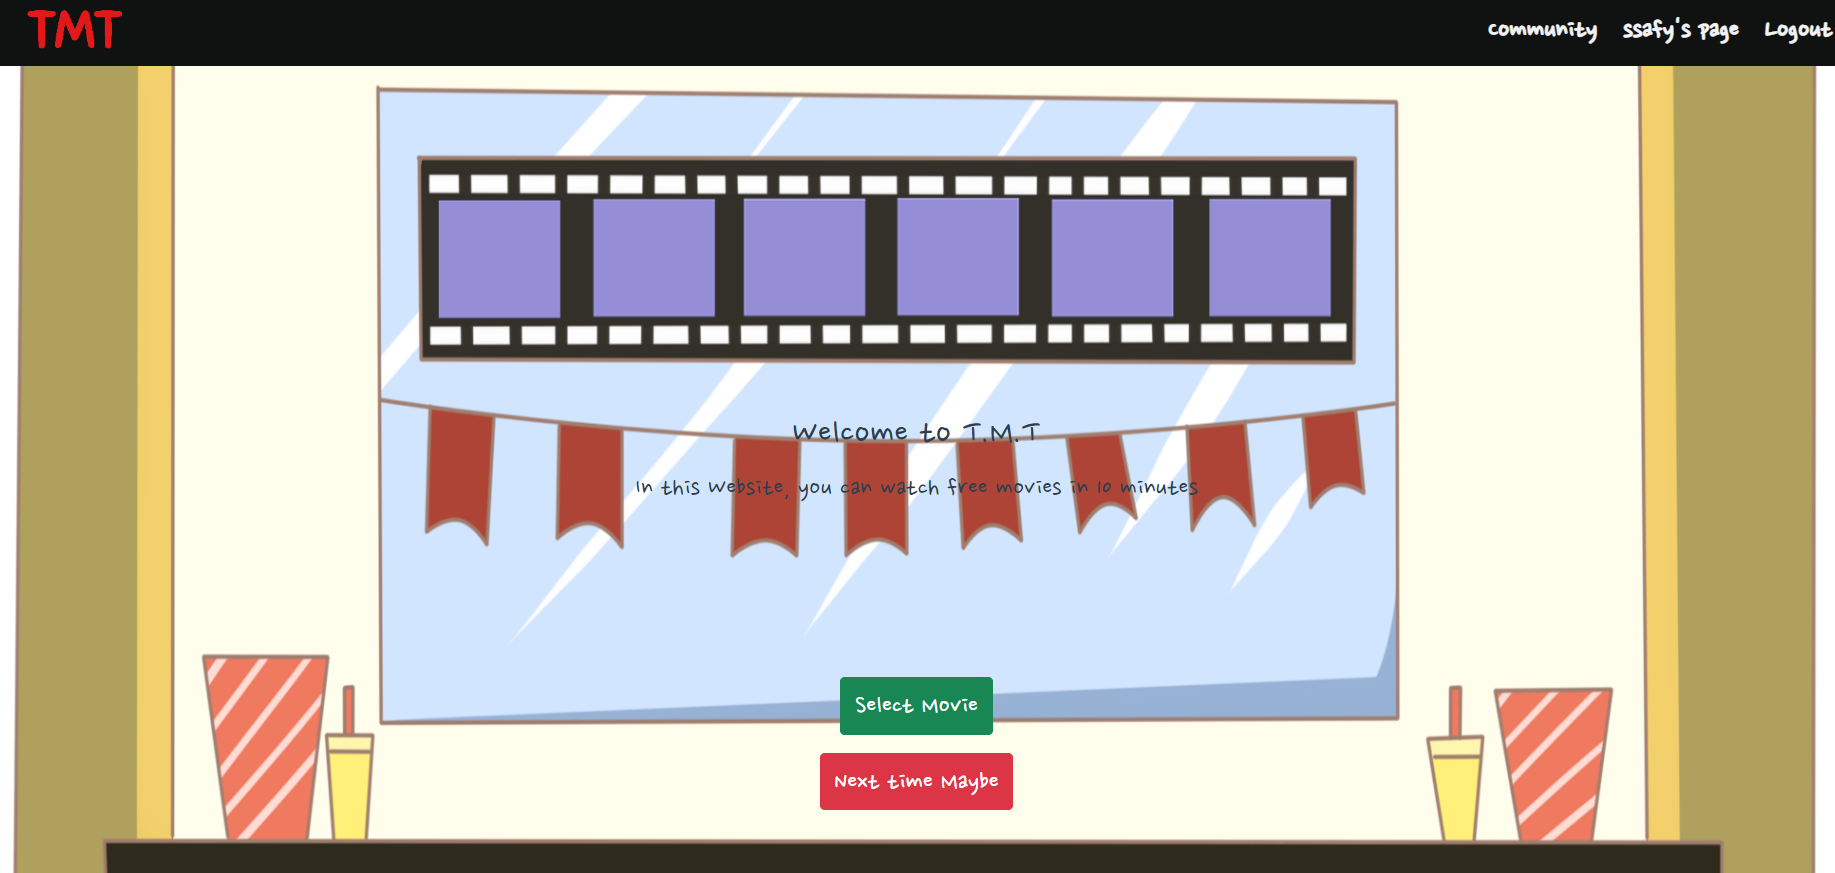 TMT
community ssafy's page Logout
Welcome to T.M.T
In this website, you can watch free movies in 10 minutes
Select Movie
Next time Maybe